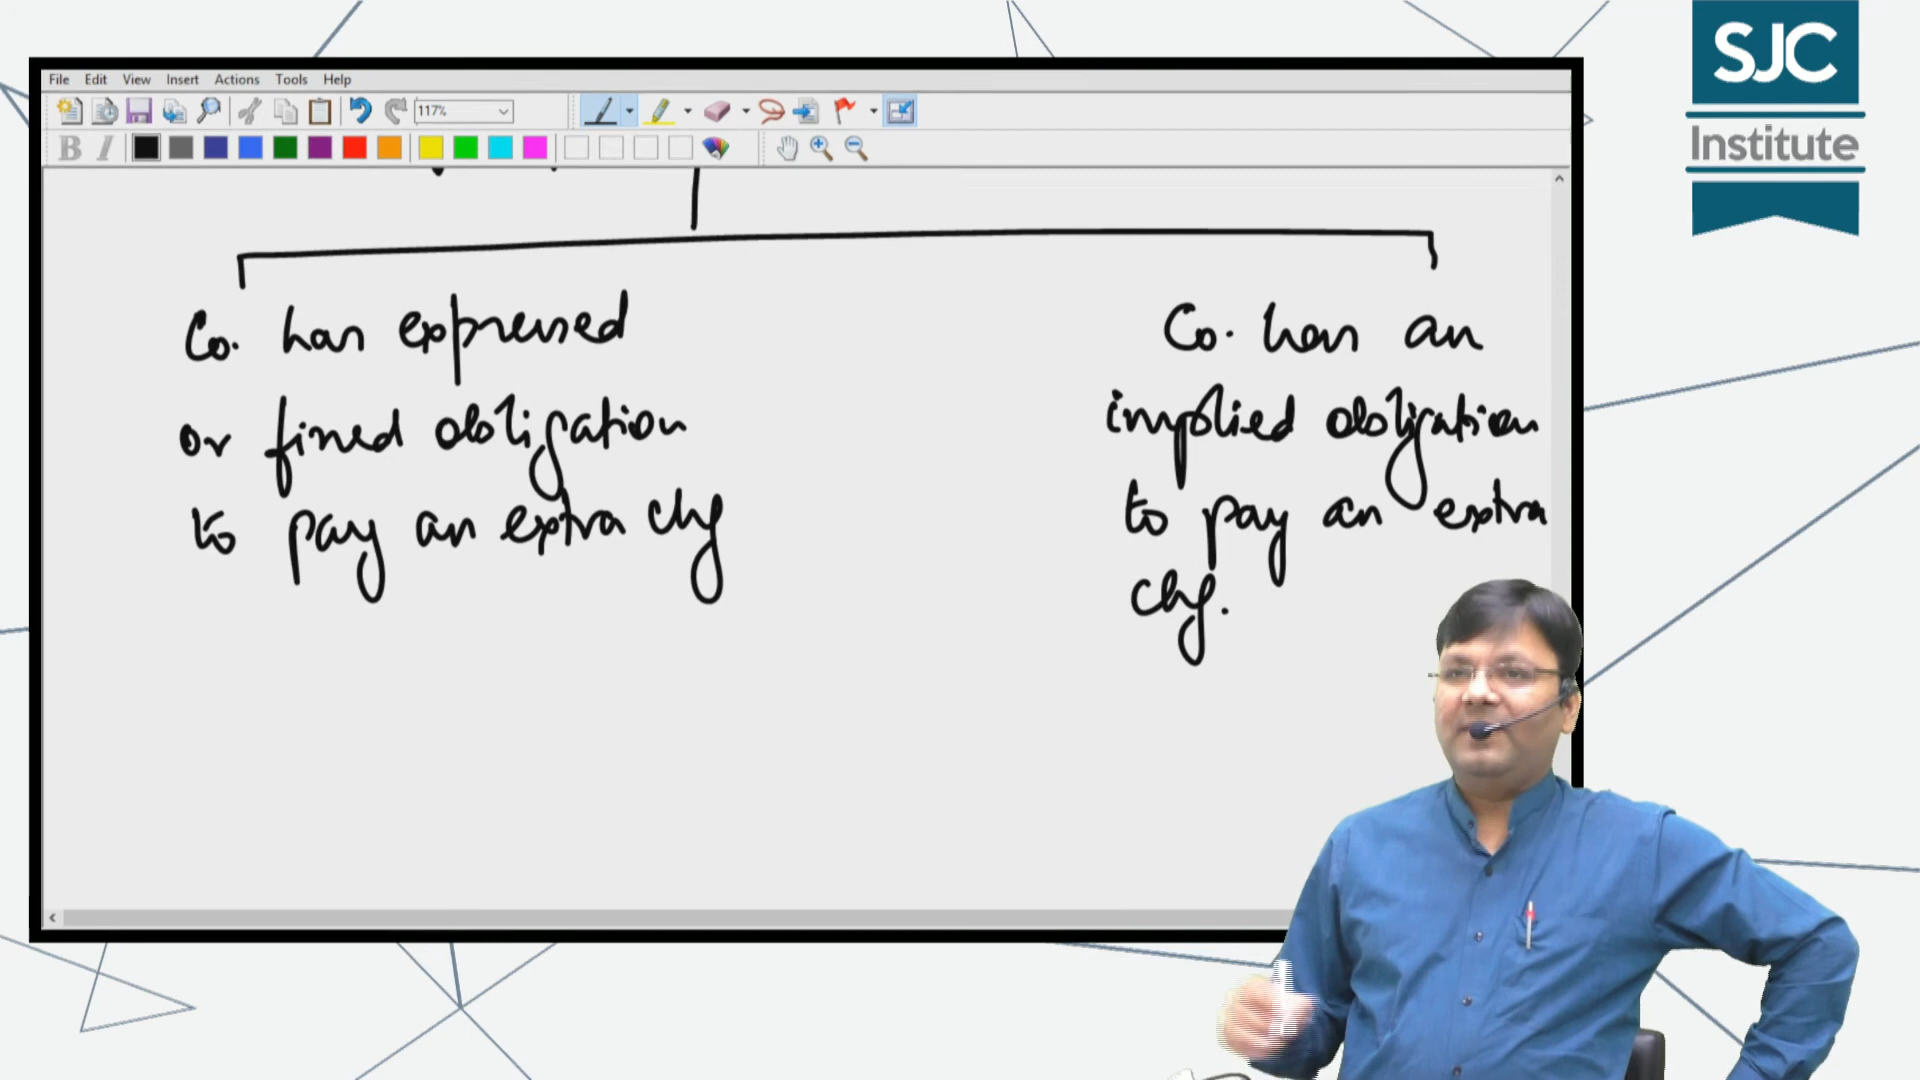 SJC
Institute
File Edit View Insert Actions Tools Help
117%
B I
Co. has expressed
or fixed obligation
to pay an extra chg
Co. has an
implied obligation
to pay an extra
chg.